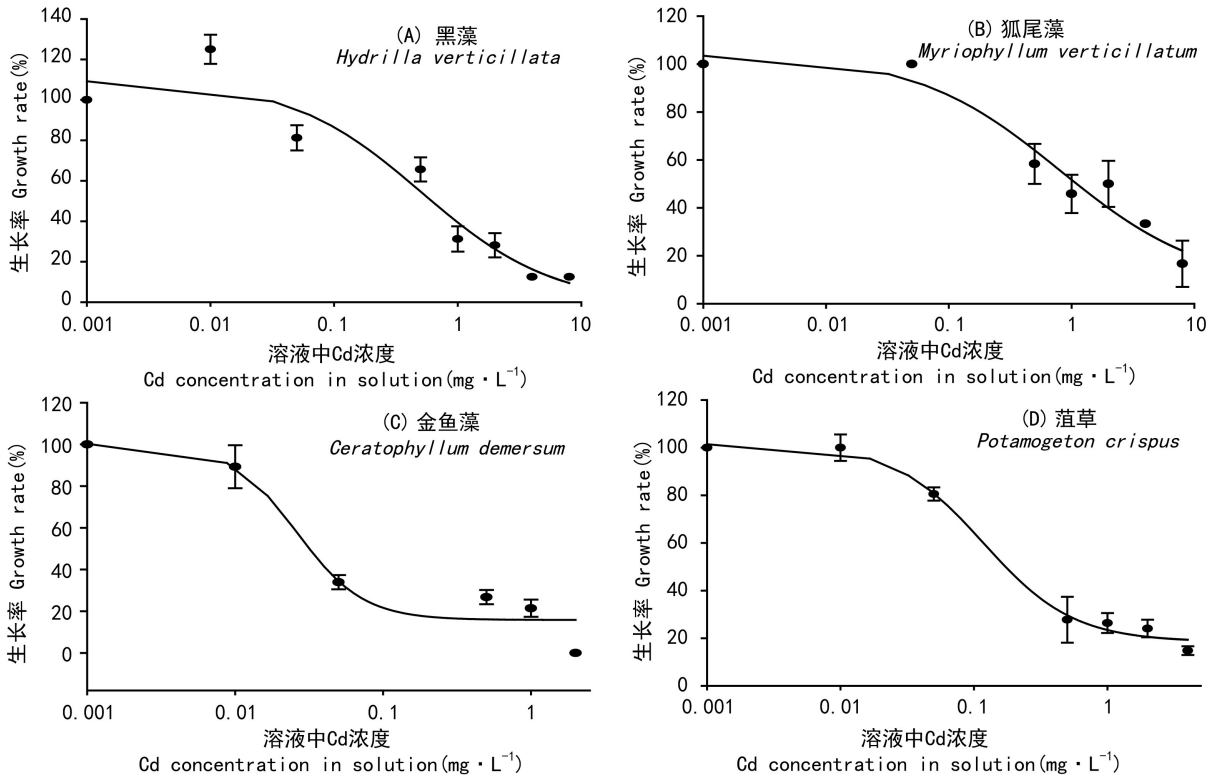 (A) 黑藻
Hydrilla verticillata
生长率 Growth rate(%)
140
120
100
80
60
40
20
0
0.001
0.01
0.1
1
10
溶液中Cd浓度
Cd concentration in solution(mg·L⁻¹)
(B) 狐尾藻
Myriophyllum verticillatum
生长率 Growth rate(%)
120
100
80
60
40
20
0
0.001
0.01
0.1
1
10
溶液中Cd浓度
Cd concentration in solution(mg·L⁻¹)
(C) 金鱼藻
Ceratophyllum demersum
生长率 Growth rate(%)
120
100
80
60
40
20
0
0.001
0.01
0.1
1
溶液中Cd浓度
Cd concentration in solution(mg·L⁻¹)
(D) 菹草
Potamogeton crispus
生长率 Growth rate(%)
120
100
80
60
40
20
0
0.001
0.01
0.1
1
溶液中Cd浓度
Cd concentration in solution(mg·L⁻¹)